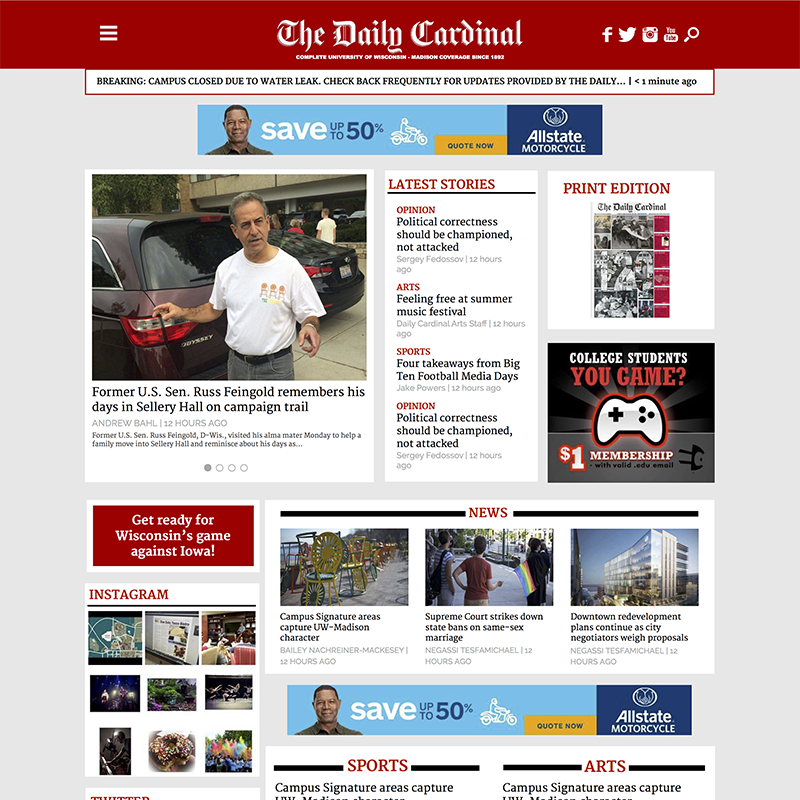 The Daily Cardinal
COMPLETE UNIVERSITY OF WISCONSIN - MADISON COVERAGE SINCE 1892
You
Tube
BREAKING: CAMPUS CLOSED DUE TO WATER LEAK. CHECK BACK FREQUENTLY FOR UPDATES PROVIDED BY THE DAILY... | < 1 minute ago
save UP TO 50%
QUOTE NOW
Allstate
MOTORCYCLE
ODYSSEY
Former U.S. Sen. Russ Feingold remembers his
days in Sellery Hall on campaign trail
ANDREW BAHL | 12 HOURS AGO
Former U.S. Sen. Russ Feingold, D-Wis., visited his alma mater Monday to help a
family move into Sellery Hall and reminisce about his days as...
LATEST STORIES
OPINION
Political correctness
should be championed,
not attacked
Sergey Fedossov | 12 hours
ago
ARTS
Feeling free at summer
music festival
Daily Cardinal Arts Staff | 12 hours
ago
SPORTS
Four takeaways from Big
Ten Football Media Days
Jake Powers | 12 hours ago
OPINION
Political correctness
should be championed,
not attacked
Sergey Fedossov | 12 hours
ago
PRINT EDITION
The Daily Cardinal
COLLEGE STUDENTS
YOU GAME?
$1 MEMBERSHIP
- with valid .edu email
Get ready for
Wisconsin's game
against Iowa!
INSTAGRAM
TWITTER
NEWS
Campus Signature areas
capture UW-Madison
character
BAILEY NACHREINER-MACKESEY |
12 HOURS AGO
Supreme Court strikes down
state bans on same-sex
marriage
NEGASSI TESFAMICHAEL | 12
HOURS AGO
Downtown redevelopment
plans continue as city
negotiators weigh proposals
NEGASSI TESFAMICHAEL | 12
HOURS AGO
save UP TO 50%
QUOTE NOW
Allstate
MOTORCYCLE
SPORTS
Campus Signature areas capture
UW-Madison character
ARTS
Campus Signature areas capture
UW-Madison character